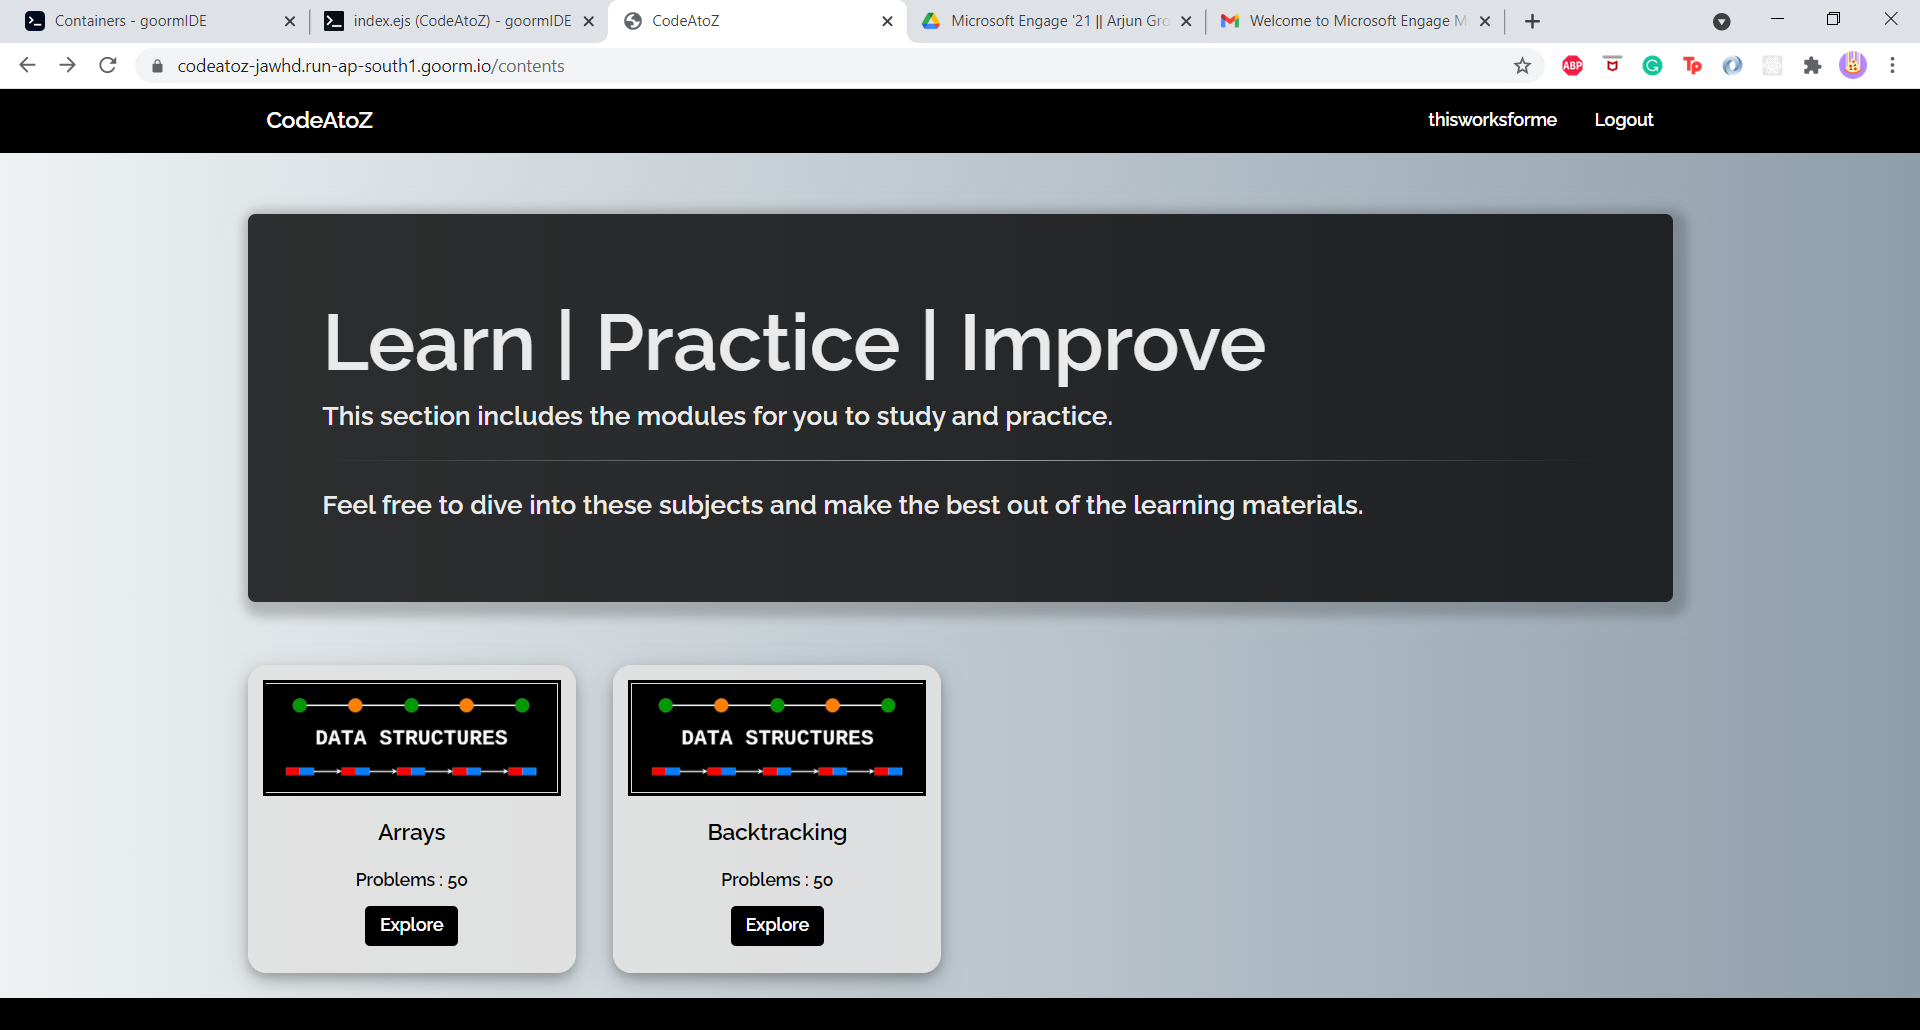 Containers - goormIDE
index.ejs (CodeAtoZ) - goormIDE
CodeAtoZ
Microsoft Engage '21 || Arjun Gro
Welcome to Microsoft Engage M
codeatoz-jawhd.run-ap-south1.goorm.io/contents
ABP
CodeAtoZ
thisworksforme
Logout
Learn | Practice | Improve
This section includes the modules for you to study and practice.
Feel free to dive into these subjects and make the best out of the learning materials.
DATA STRUCTURES
Arrays
Problems : 50
Explore
DATA STRUCTURES
Backtracking
Problems : 50
Explore